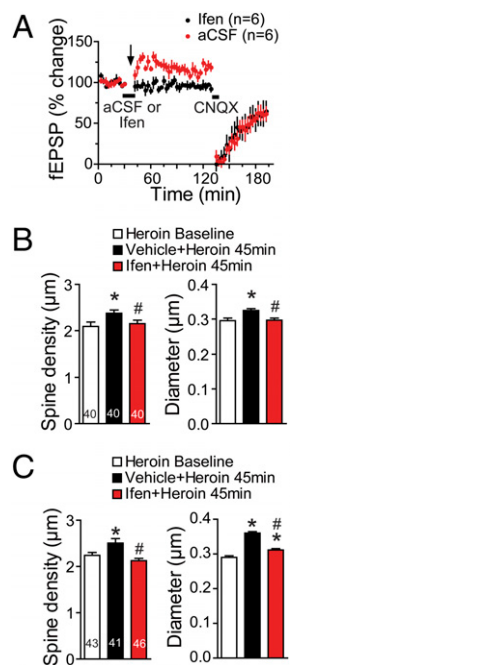 A
Ifen (n=6)
aCSF (n=6)
fEPSP (% change)
150
100
50
0
aCSF or
Ifen
CNQX
0 60 120 180
Time (min)
B
Heroin Baseline
Vehicle+Heroin 45min
Ifen+Heroin 45min
Spine density (µm)
3
2
1
0
* #
40 40 40
Diameter (µm)
0.4
0.3
0.2
0.1
0.0
* #
C
Heroin Baseline
Vehicle+Heroin 45min
Ifen+Heroin 45min
Spine density (µm)
3
2
1
0
* #
43 41 46
Diameter (µm)
0.4
0.3
0.2
0.1
0.0
#
* *